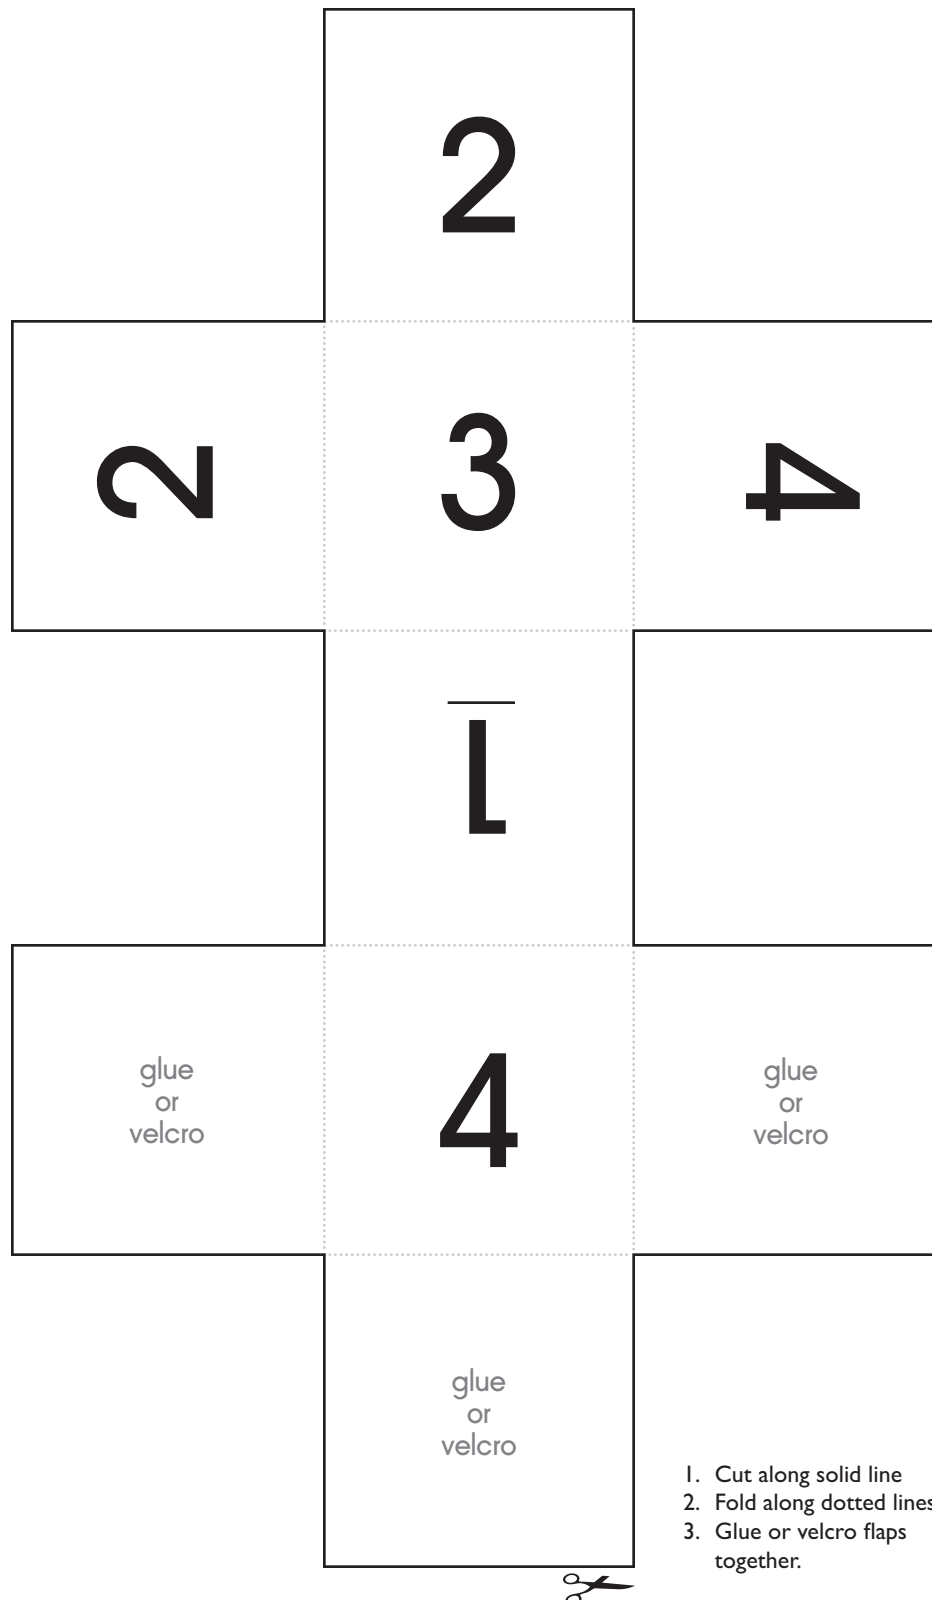 2
2 3 4
1
glue
or
velcro
4
glue
or
velcro
glue
or
velcro
1. Cut along solid line
2. Fold along dotted lines
3. Glue or velcro flaps
together.